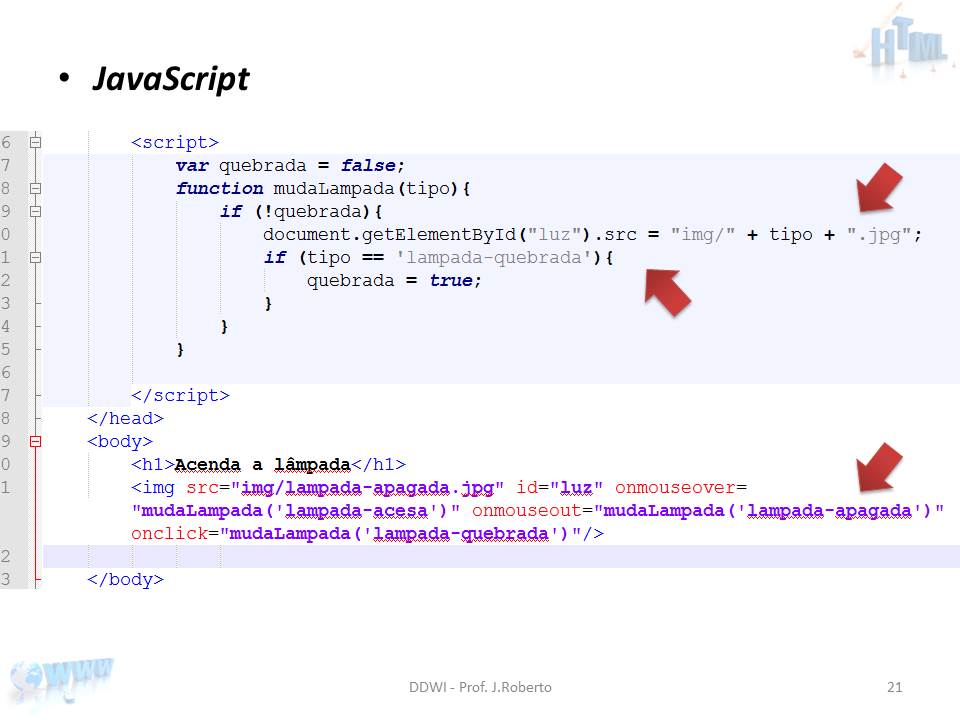 HTML
• JavaScript
6 <script>
7 var quebrada = false;
8 function mudaLampada(tipo){
9 if (!quebrada){
0 document.getElementById("luz").src = "img/" + tipo + ".jpg";
1 if (tipo == 'lampada-quebrada'){
2 quebrada = true;
3 }
4 }
5 }
6
7 </script>
8 </head>
9 <body>
0 <h1>Acenda a lâmpada</h1>
1 <img src="img/lampada-apagada.jpg" id="luz" onmouseover=
"mudaLampada('lampada-acesa')" onmouseout="mudaLampada('lampada-apagada')"
onclick="mudaLampada('lampada-quebrada')"/>
2
3 </body>
WWW
DDWI - Prof. J.Roberto
21